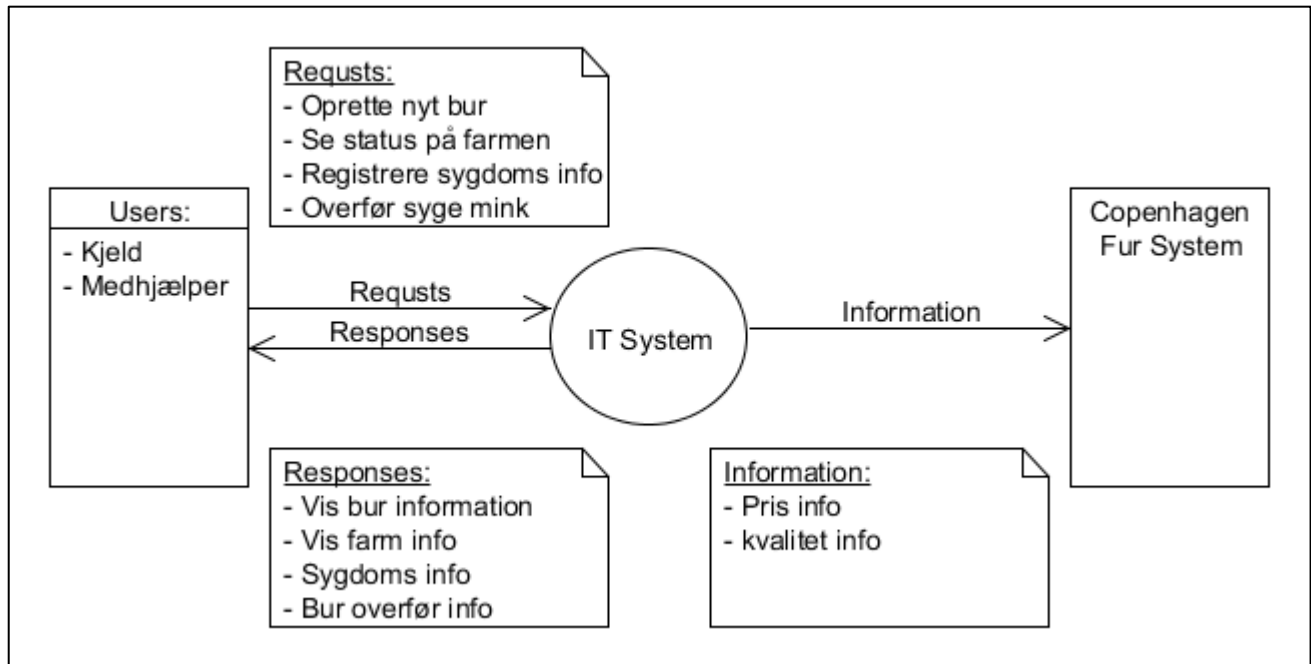 Requsts:
- Oprette nyt bur
- Se status på farmen
- Registrere sygdoms info
- Overfør syge mink
Users:
- Kjeld
- Medhjælper
Requsts
Responses
IT System
Information
Copenhagen
Fur System
Responses:
- Vis bur information
- Vis farm info
- Sygdoms info
- Bur overfør info
Information:
- Pris info
- kvalitet info